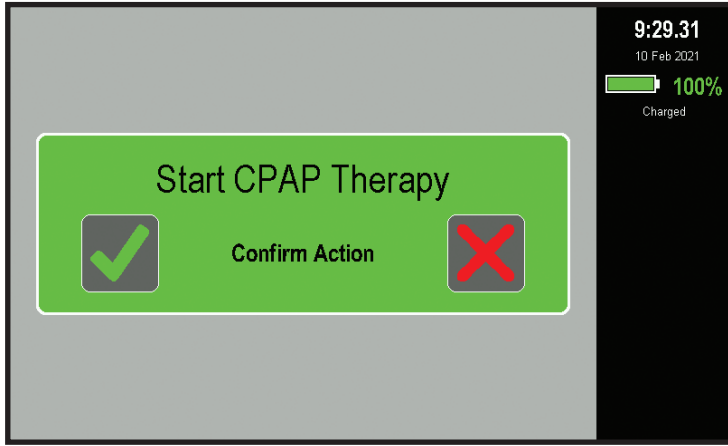 9:29.31
10 Feb 2021
100%
Charged
Start CPAP Therapy
Confirm Action